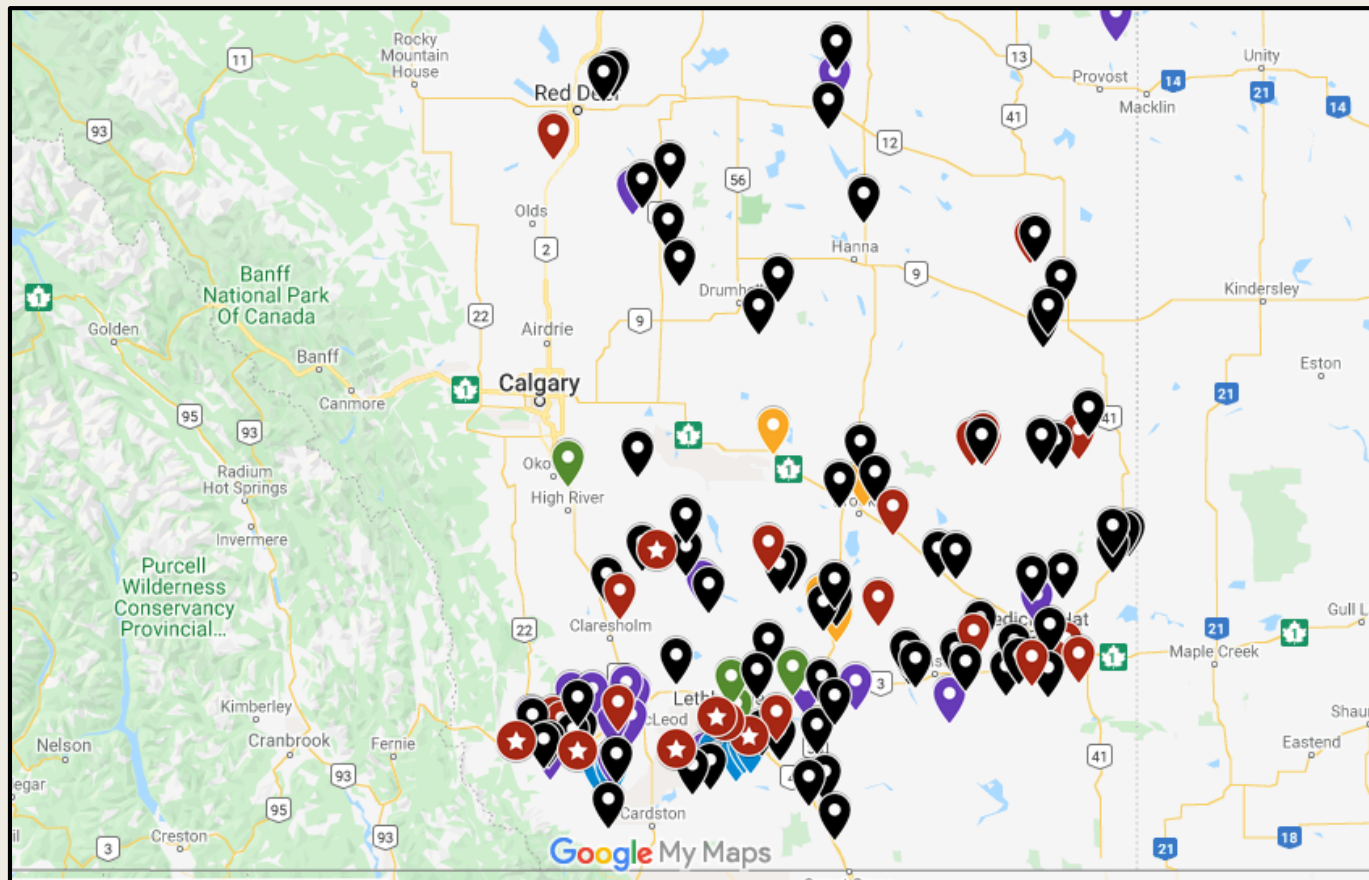 Rocky
Mountain
House
11
13
Unity
Provost
14
Macklin
21
14
93
Red Deer
41
12
56
Olds
2
Hanna
9
Banff
National Park
Of Canada
1
Kindersley
22
9
Golden
Airdrie
Banff
Eston
Calgary
1
21
Canmore
95
93
41
1
1
Radium
Hot Springs
High River
Invermere
Purcell
Wilderness
Conservancy
Provincial...
22
Claresholm
Gull L
21
1
1
Maple Creek
3
Kimberley
Cranbrook
Nelson
Fernie
Eastend
41
93
95
Cardston
Creston
93
18
3
21
Google My Maps